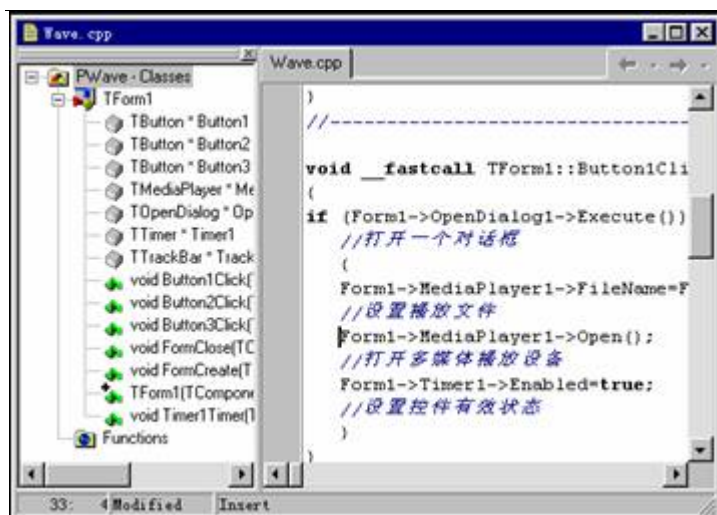 Wave.cpp
PWave - Classes
TForm1
TButton * Button1
TButton * Button2
TButton * Button3
TMediaPlayer * Me
TOpenDialog * Op
TTimer * Timer1
TTrackBar * Track
void Button1Click(
void Button2Click(
void Button3Click(
void FormClose(TC
void FormCreate(T
TForm1(TCompone
void Timer1Timer(T
Functions
Wave.cpp
}
//----------------------------------
void __fastcall TForm1::Button1Cli
{
if (Form1->OpenDialog1->Execute())
//打开一个对话框
{
Form1->MediaPlayer1->FileName=F
//设置播放文件
Form1->MediaPlayer1->Open();
//打开多媒体播放设备
Form1->Timer1->Enabled=true;
//设置控件有效状态
}
}
33: 4 Modified Insert